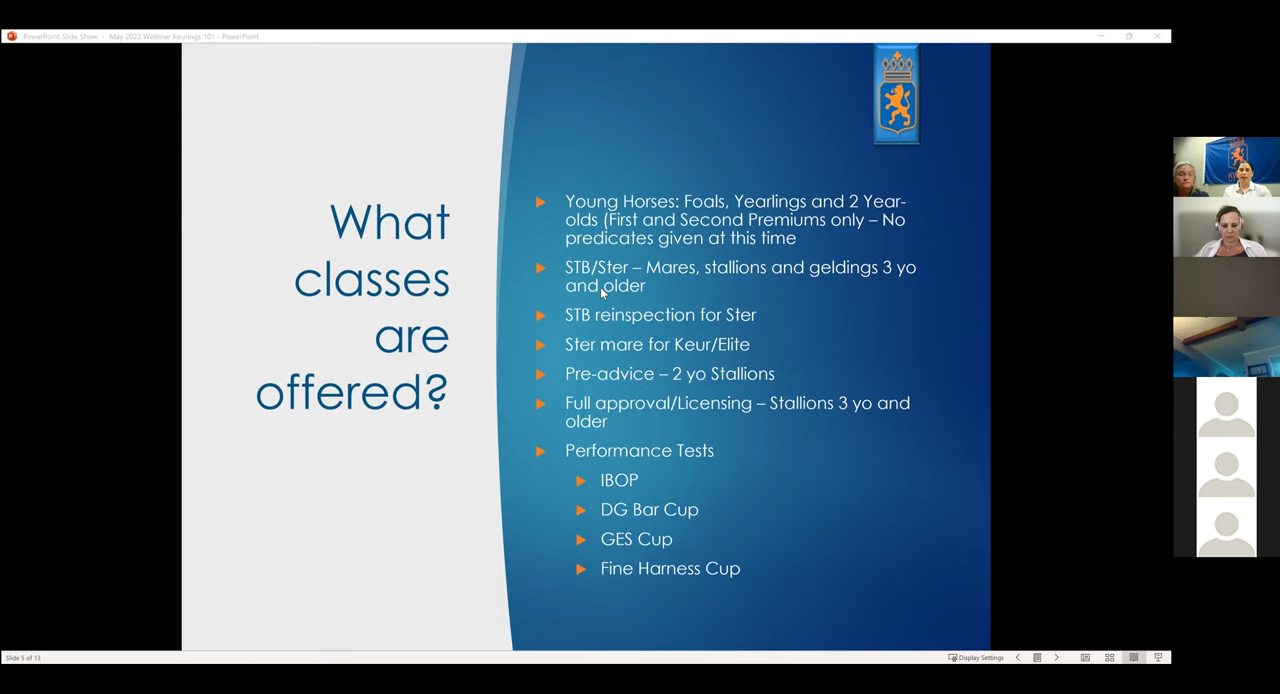 PowerPoint Slide Show - May 2022 Webinar Keurings 101 - PowerPoint
What
classes
are
offered?
Young Horses: Foals, Yearlings and 2 Year-
olds (First and Second Premiums only – No
predicates given at this time
STB/Ster – Mares, stallions and geldings 3 yo
and older
STB reinspection for Ster
Ster mare for Keur/Elite
Pre-advice – 2 yo Stallions
Full approval/Licensing – Stallions 3 yo and
older
Performance Tests
IBOP
DG Bar Cup
GES Cup
Fine Harness Cup
Slide 5 of 13
Display Settings